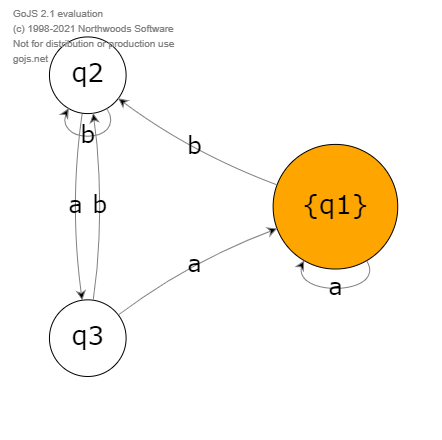 GoJS 2.1 evaluation
(c) 1998-2021 Northwoods Software
Not for distribution or production use
gojs.net
q2
b
b
a b
{q1}
a
a
q3